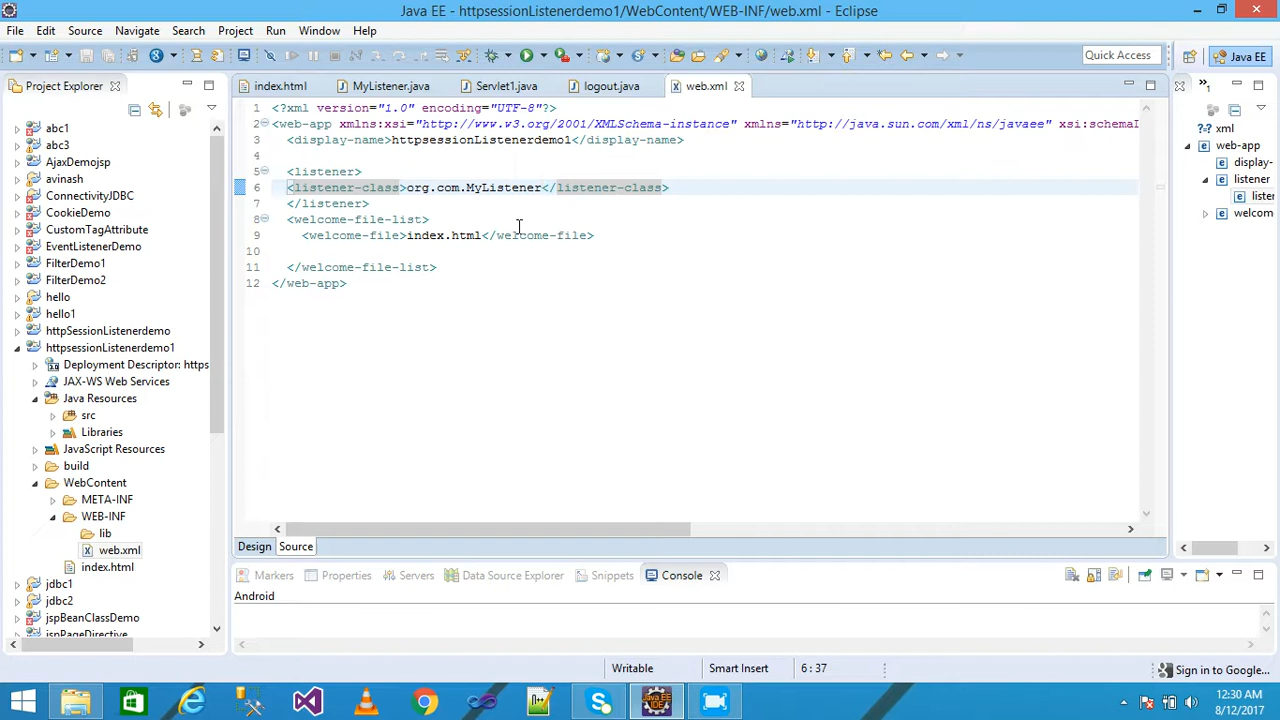 Java EE - httpsessionListenerdemo1/WebContent/WEB-INF/web.xml - Eclipse
File Edit Source Navigate Search Project Run Window Help
Quick Access
Java EE
Project Explorer
index.html
MyListener.java
Servlet1.java
logout.java
web.xml
abc1
abc3
AjaxDemojsp
avinash
ConnectivityJDBC
CookieDemo
CustomTagAttribute
EventListenerDemo
FilterDemo1
FilterDemo2
hello
hello1
httpSessionListenerdemo
httpsessionListenerdemo1
Deployment Descriptor: https
JAX-WS Web Services
Java Resources
src
Libraries
JavaScript Resources
build
WebContent
META-INF
WEB-INF
lib
web.xml
index.html
jdbc1
jdbc2
jspBeanClassDemo
jspPageDirective
1 <?xml version="1.0" encoding="UTF-8"?>
2 <web-app xmlns:xsi="http://www.w3.org/2001/XMLSchema-instance" xmlns="http://java.sun.com/xml/ns/javaee" xsi:schemaL
3 <display-name>httpsessionListenerdemo1</display-name>
4
5 <listener>
6 <listener-class>org.com.MyListener</listener-class>
7 </listener>
8 <welcome-file-list>
9 <welcome-file>index.html</welcome-file>
10
11 </welcome-file-list>
12 </web-app>
xml
web-app
display-
listener
listene
welcom
Design Source
Markers
Properties
Servers
Data Source Explorer
Snippets
Console
Android
Writable
Smart Insert
6 : 37
Sign in to Google...
12:30 AM
8/12/2017